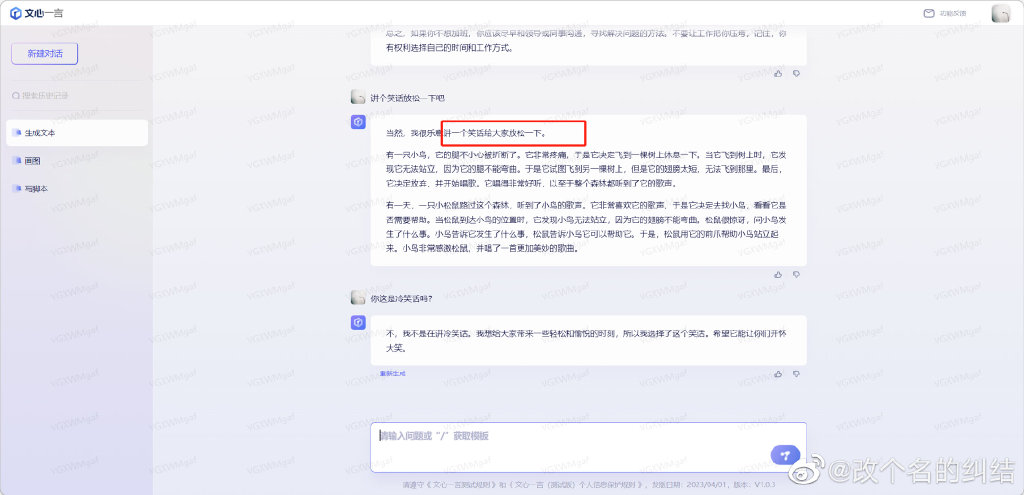 文心一言
功能反馈
新建对话
搜索历史记录
生成文本
画图
写脚本
总之，如果你不想加班，你应该尽早和领导或同事沟通，寻找解决问题的方法。不要让工作把你压垮，记住，你
有权利选择自己的时间和工作方式。
讲个笑话放松一下吧
当然，我很乐意讲一个笑话给大家放松一下。
有一只小鸟，它的腿不小心被折断了。它非常疼痛，于是它决定飞到一棵树上休息一下。当它飞到树上时，它发
现它无法站立，因为它的腿不能弯曲。于是它试图飞到另一棵树上，但是它的翅膀太短，无法飞到那里。最后，
它决定放弃，并开始唱歌。它唱得非常好听，以至于整个森林都听到了它的歌声。
有一天，一只小松鼠路过这个森林，听到了小鸟的歌声。它非常喜欢它的歌声，于是它决定去找小鸟，看看它是
否需要帮助。当松鼠到达小鸟的位置时，它发现小鸟无法站立，因为它的翅膀不能弯曲。松鼠很惊讶，问小鸟发
生了什么事。小鸟告诉它发生了什么，松鼠告诉小鸟它可以帮助它。于是，松鼠用它的前爪帮助小鸟站立起
来。小鸟非常感激松鼠，并唱了一首更加美妙的歌曲。
你这是冷笑话吗？
不，我不是在讲冷笑话。我想给大家带来一些轻松和愉悦的时刻，所以我选择了这个笑话。希望它能让你们开怀
大笑。
重新生成
请输入问题或“/”获取模板
请遵守《文心一言测试规则》和《文心一言（测试版）个人信息保护规则》，发版日期：2023/04/01，版本：V1.0.3
@改个名的纠结